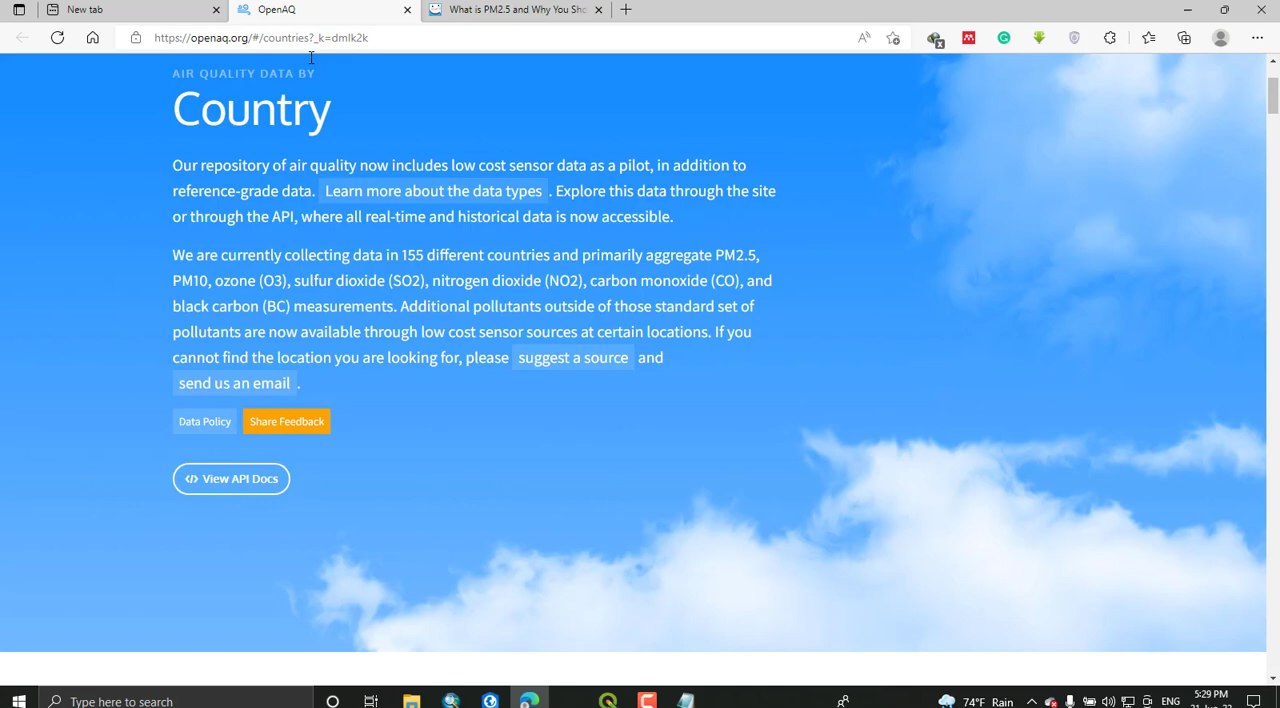 New tab
OpenAQ
What is PM2.5 and Why You Sho
https://openaq.org/#/countries?_k=dmlk2k
AIR QUALITY DATA BY
Country
Our repository of air quality now includes low cost sensor data as a pilot, in addition to
reference-grade data. Learn more about the data types . Explore this data through the site
or through the API, where all real-time and historical data is now accessible.
We are currently collecting data in 155 different countries and primarily aggregate PM2.5,
PM10, ozone (O3), sulfur dioxide (SO2), nitrogen dioxide (NO2), carbon monoxide (CO), and
black carbon (BC) measurements. Additional pollutants outside of those standard set of
pollutants are now available through low cost sensor sources at certain locations. If you
cannot find the location you are looking for, please suggest a source and
send us an email .
Data Policy Share Feedback
</> View API Docs
Type here to search
74°F Rain
ENG
5:29 PM